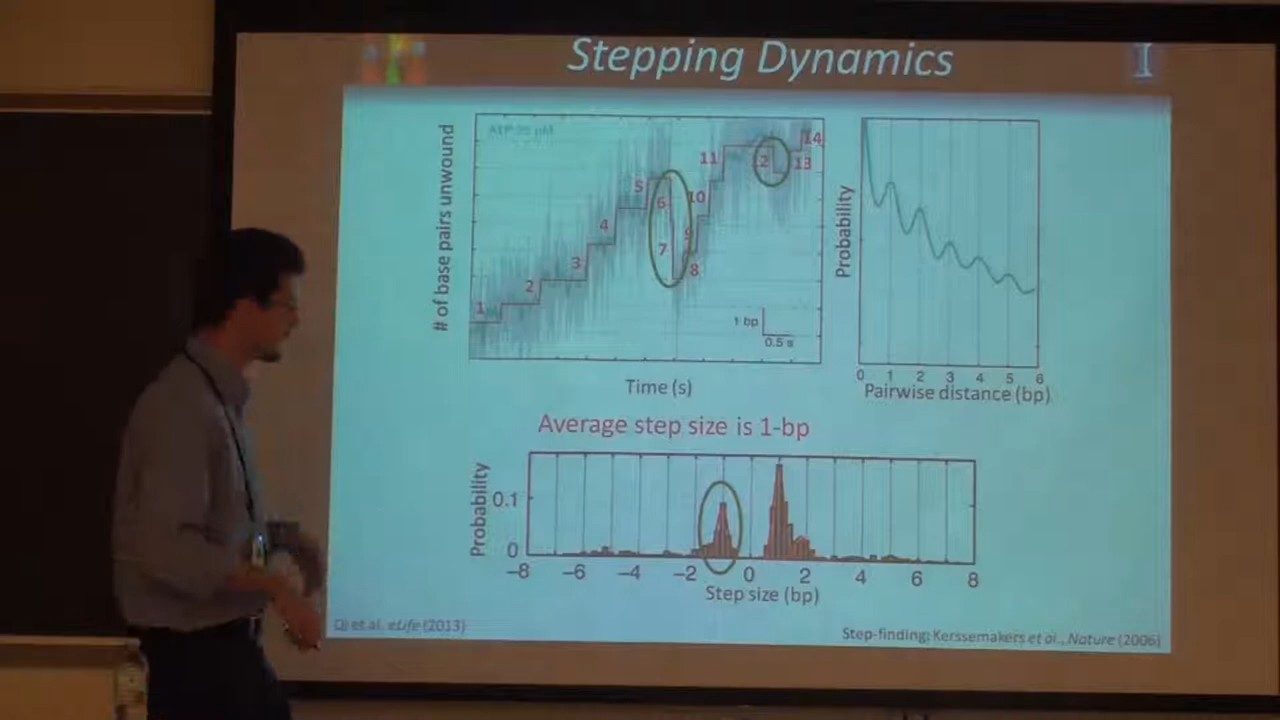 Stepping Dynamics
I
# of base pairs unwound
1
2
3
4
5
6
7
8
9
10
11
12
13
14
1 bp
0.5 s
Time (s)
Probability
0 1 2 3 4 5 6
Pairwise distance (bp)
Average step size is 1-bp
Probability
0.1
0
−8 −6 −4 −2 0 2 4 6 8
Step size (bp)
Qi et al. eLife (2013)
Step-finding: Kerssemakers et al., Nature (2006)